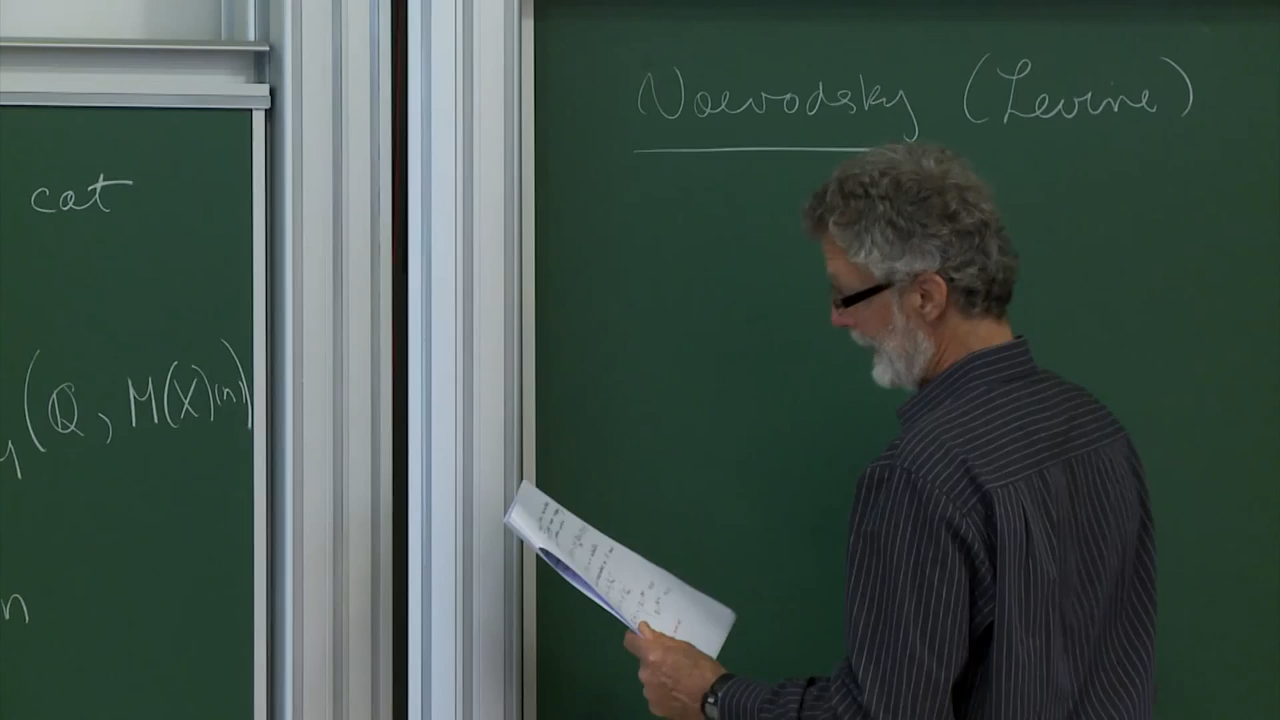 cat
(Q, M(X)(n))
n
Voevodsky (Levine)